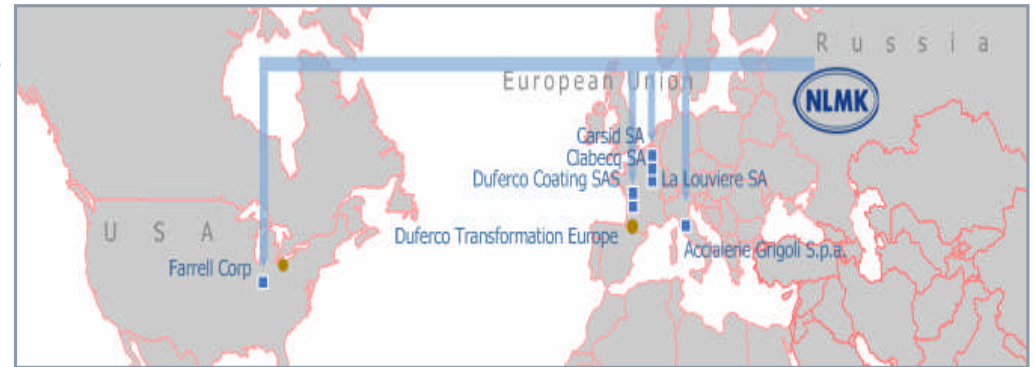 Russia
European Union
NLMK
Carsid SA
Clabecq SA
Duferco Coating SAS
La Louviere SA
USA
Duferco Transformation Europe
Acciaierie Grigoli S.p.a.
Farrell Corp